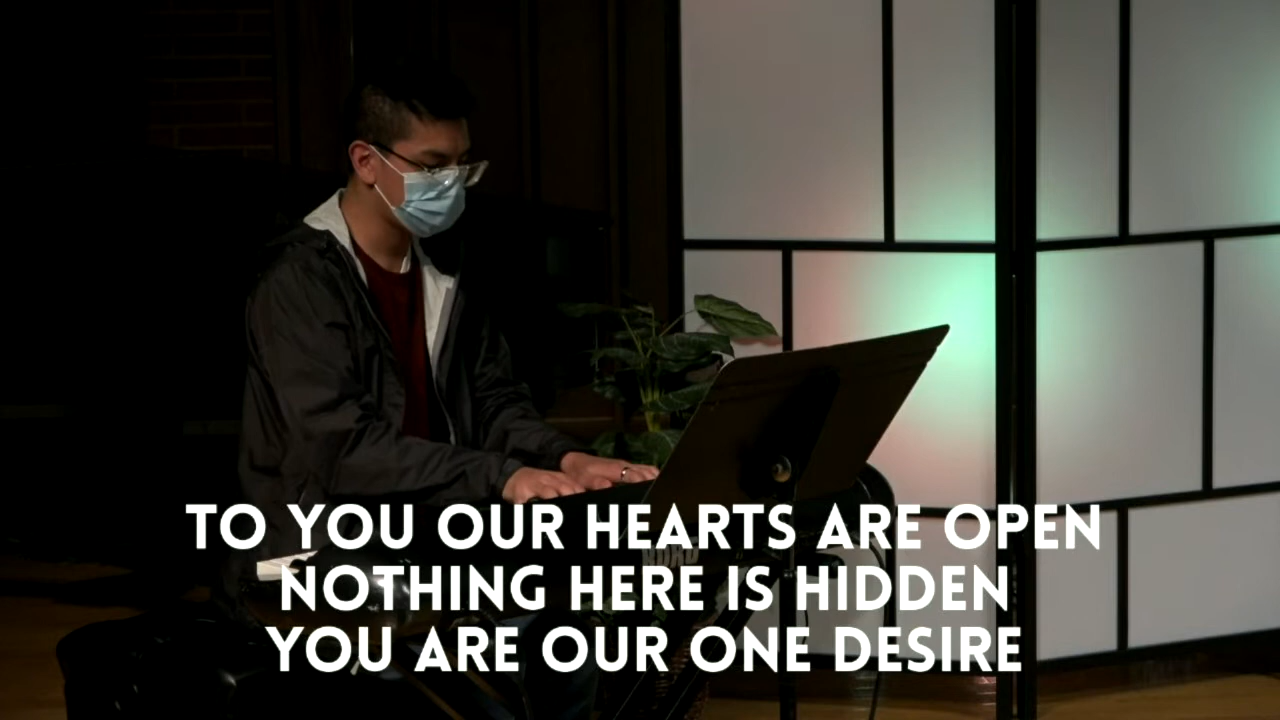 TO YOU OUR HEARTS ARE OPEN
NOTHING HERE IS HIDDEN
YOU ARE OUR ONE DESIRE